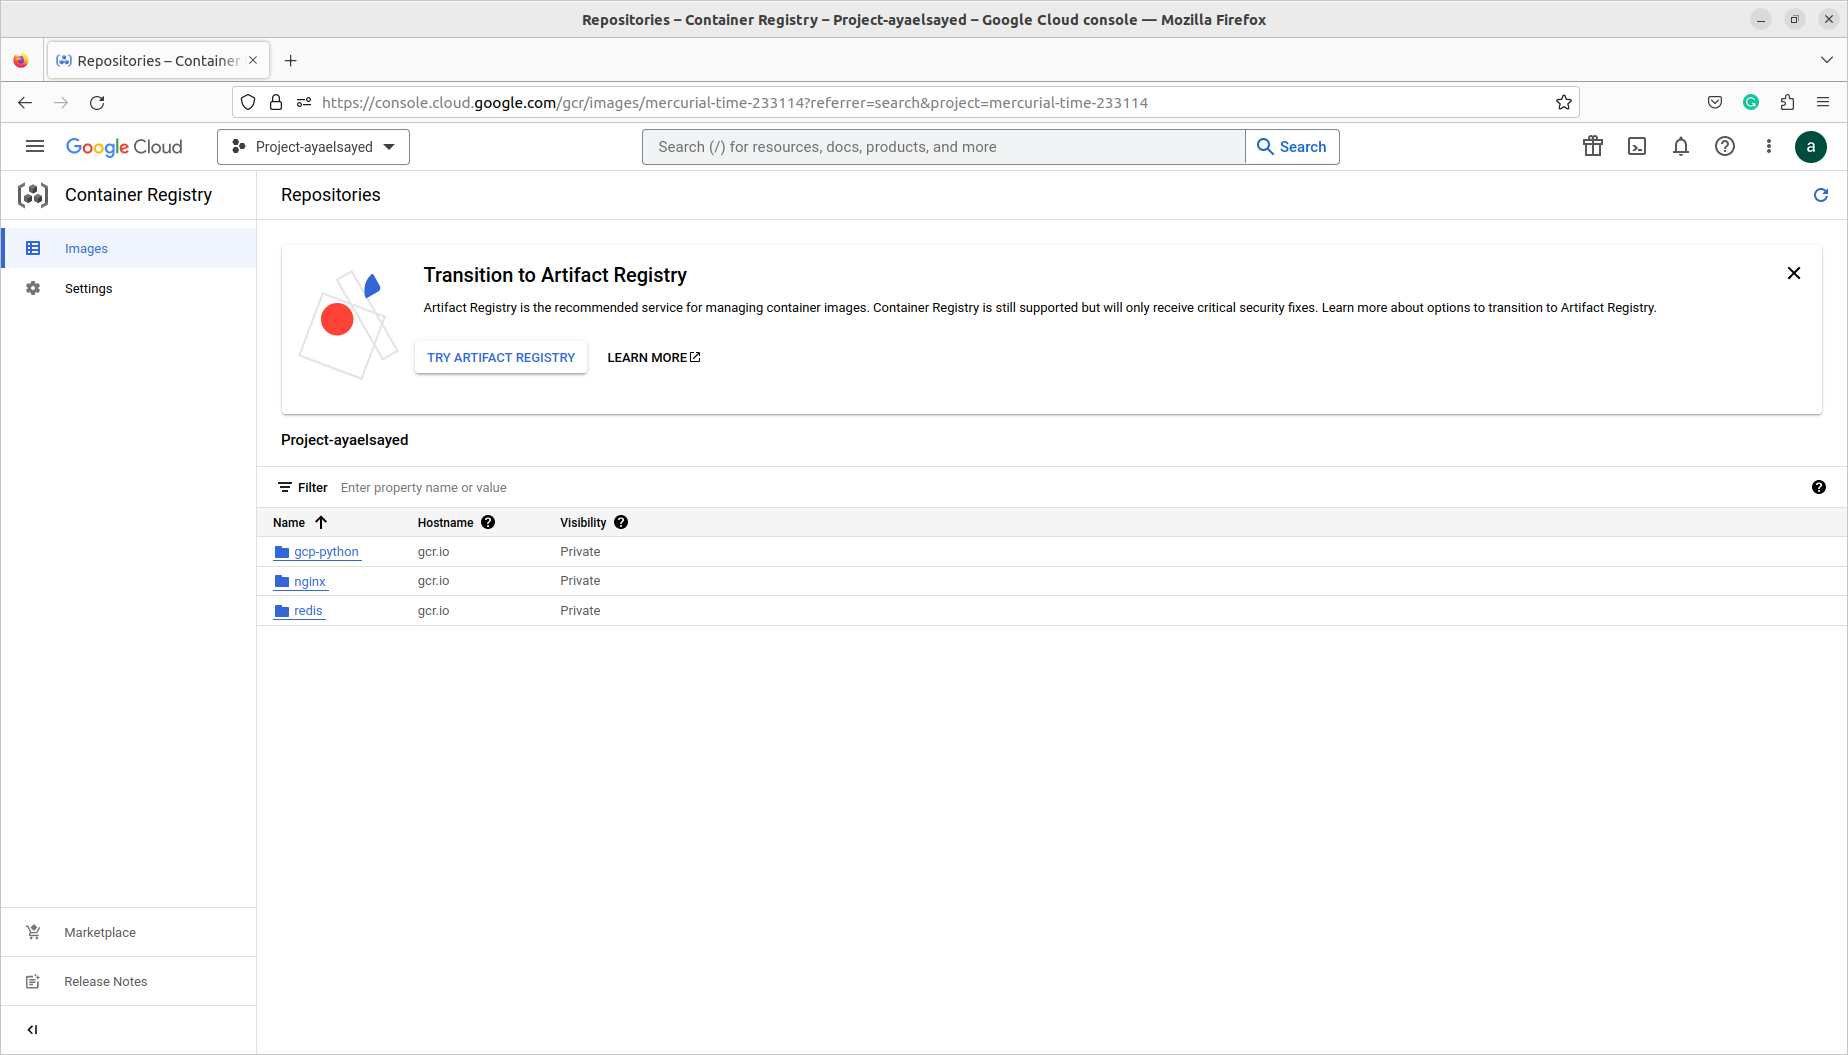 Repositories – Container Registry – Project-ayaelsayed – Google Cloud console — Mozilla Firefox
Repositories – Container
https://console.cloud.google.com/gcr/images/mercurial-time-233114?referrer=search&project=mercurial-time-233114
Google Cloud
Project-ayaelsayed
Search (/) for resources, docs, products, and more
Search
a
Container Registry
Repositories
Images
Settings
Transition to Artifact Registry
Artifact Registry is the recommended service for managing container images. Container Registry is still supported but will only receive critical security fixes. Learn more about options to transition to Artifact Registry.
TRY ARTIFACT REGISTRY
LEARN MORE
Project-ayaelsayed
Filter Enter property name or value
Name Hostname Visibility
gcp-python gcr.io Private
nginx gcr.io Private
redis gcr.io Private
Marketplace
Release Notes